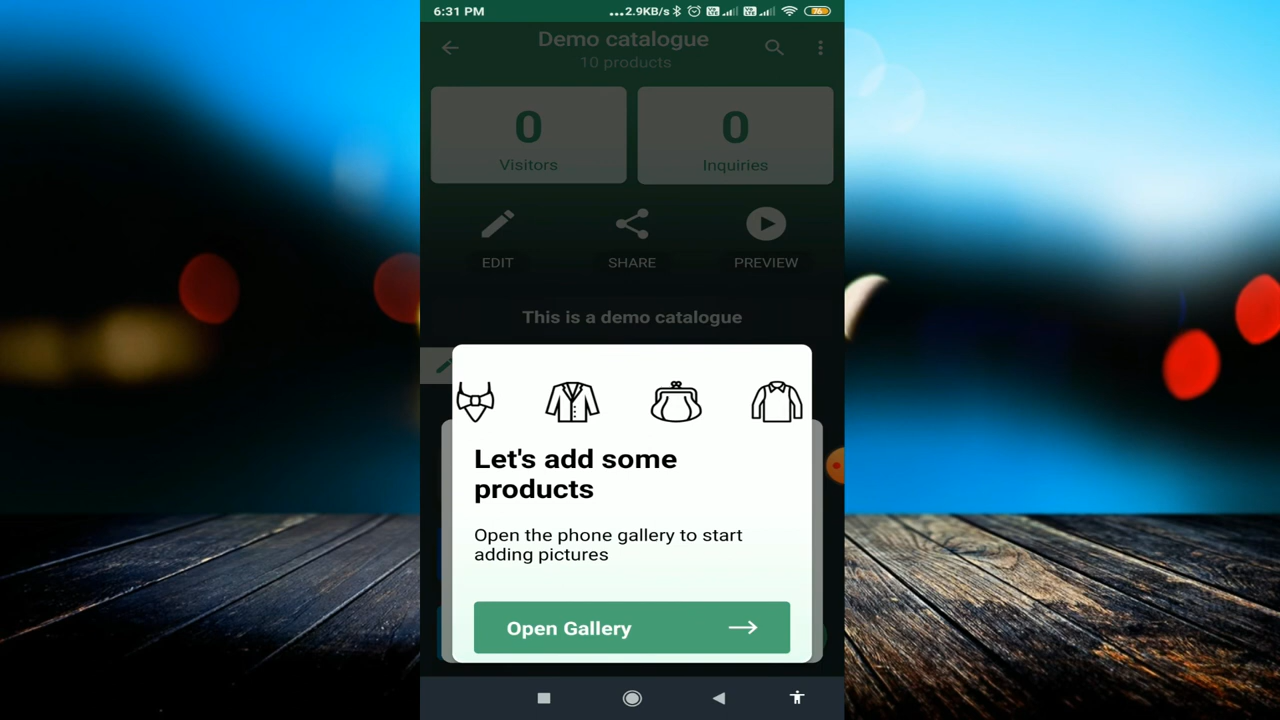 6:31 PM
...2.9KB/s
76
Demo catalogue
10 products
0
0
Visitors
Inquiries
EDIT
SHARE
PREVIEW
This is a demo catalogue
Let's add some
products
Open the phone gallery to start
adding pictures
Open Gallery